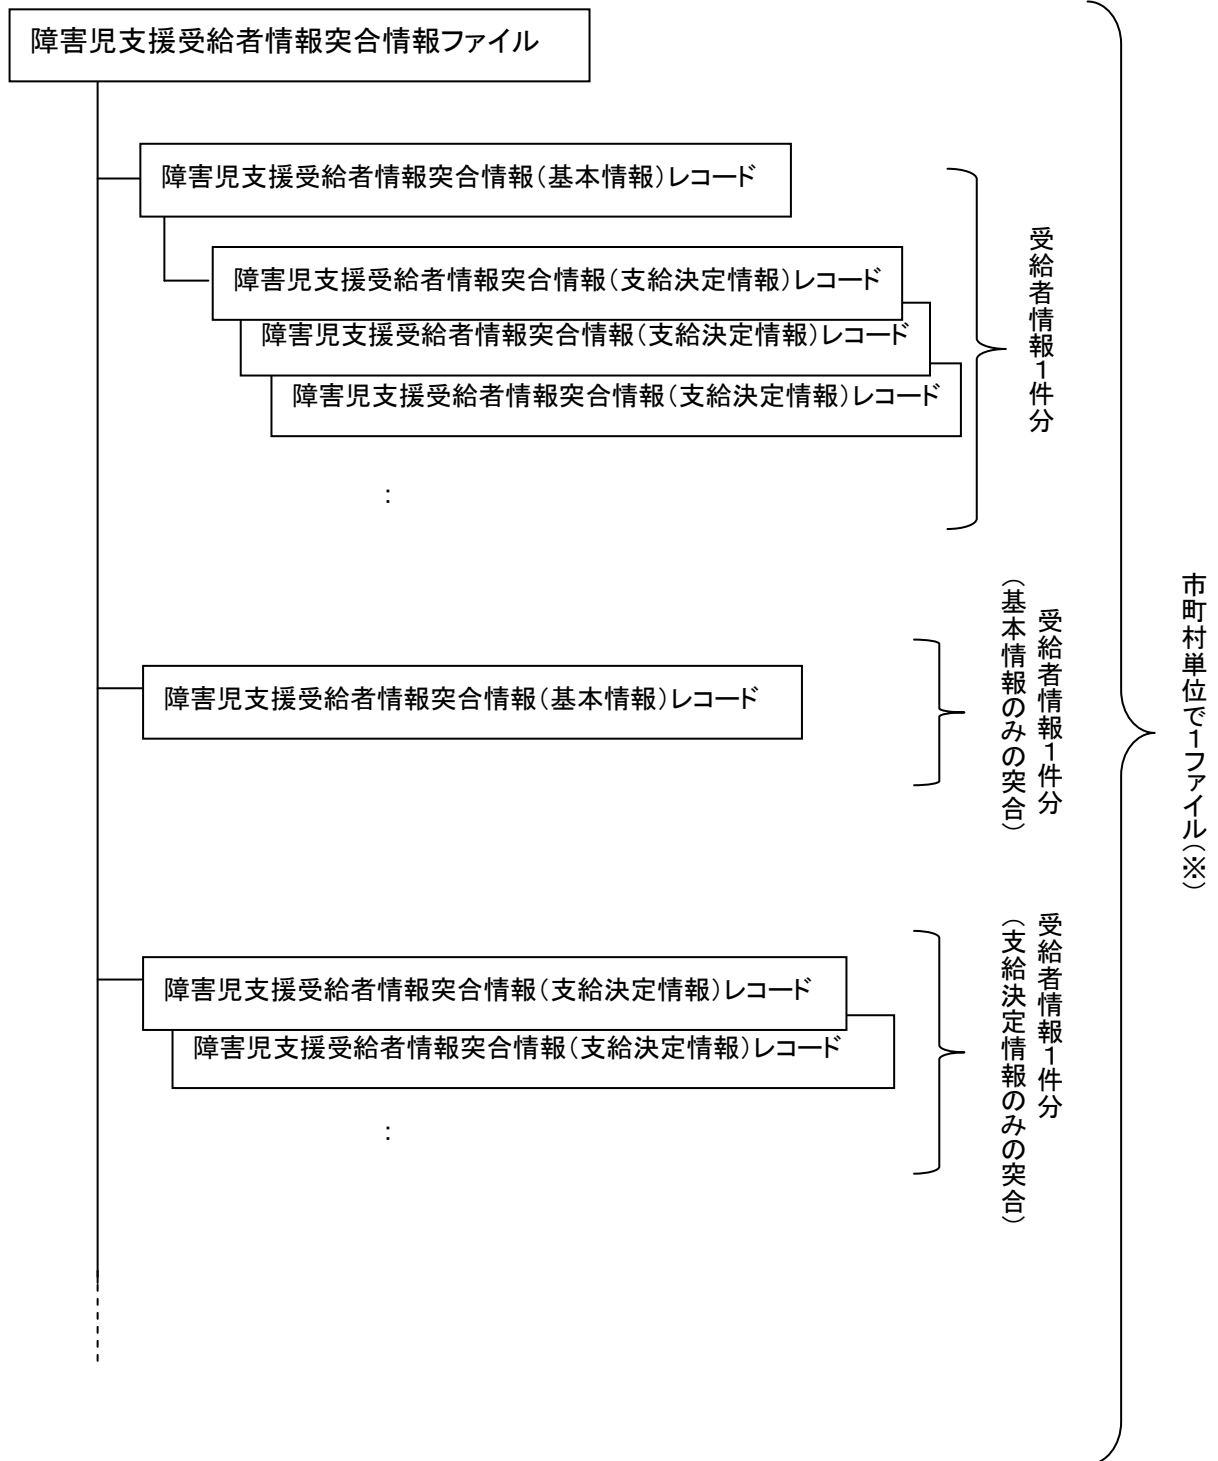 障害児支援受給者情報突合情報ファイル
障害児支援受給者情報突合情報（基本情報）レコード
障害児支援受給者情報突合情報（支給決定情報）レコード
障害児支援受給者情報突合情報（支給決定情報）レコード
障害児支援受給者情報突合情報（支給決定情報）レコード
：
受給者情報１件分
障害児支援受給者情報突合情報（基本情報）レコード
受給者情報１件分
（基本情報のみの突合）
障害児支援受給者情報突合情報（支給決定情報）レコード
障害児支援受給者情報突合情報（支給決定情報）レコード
：
受給者情報１件分
（支給決定情報のみの突合）
市町村単位で１ファイル（※）